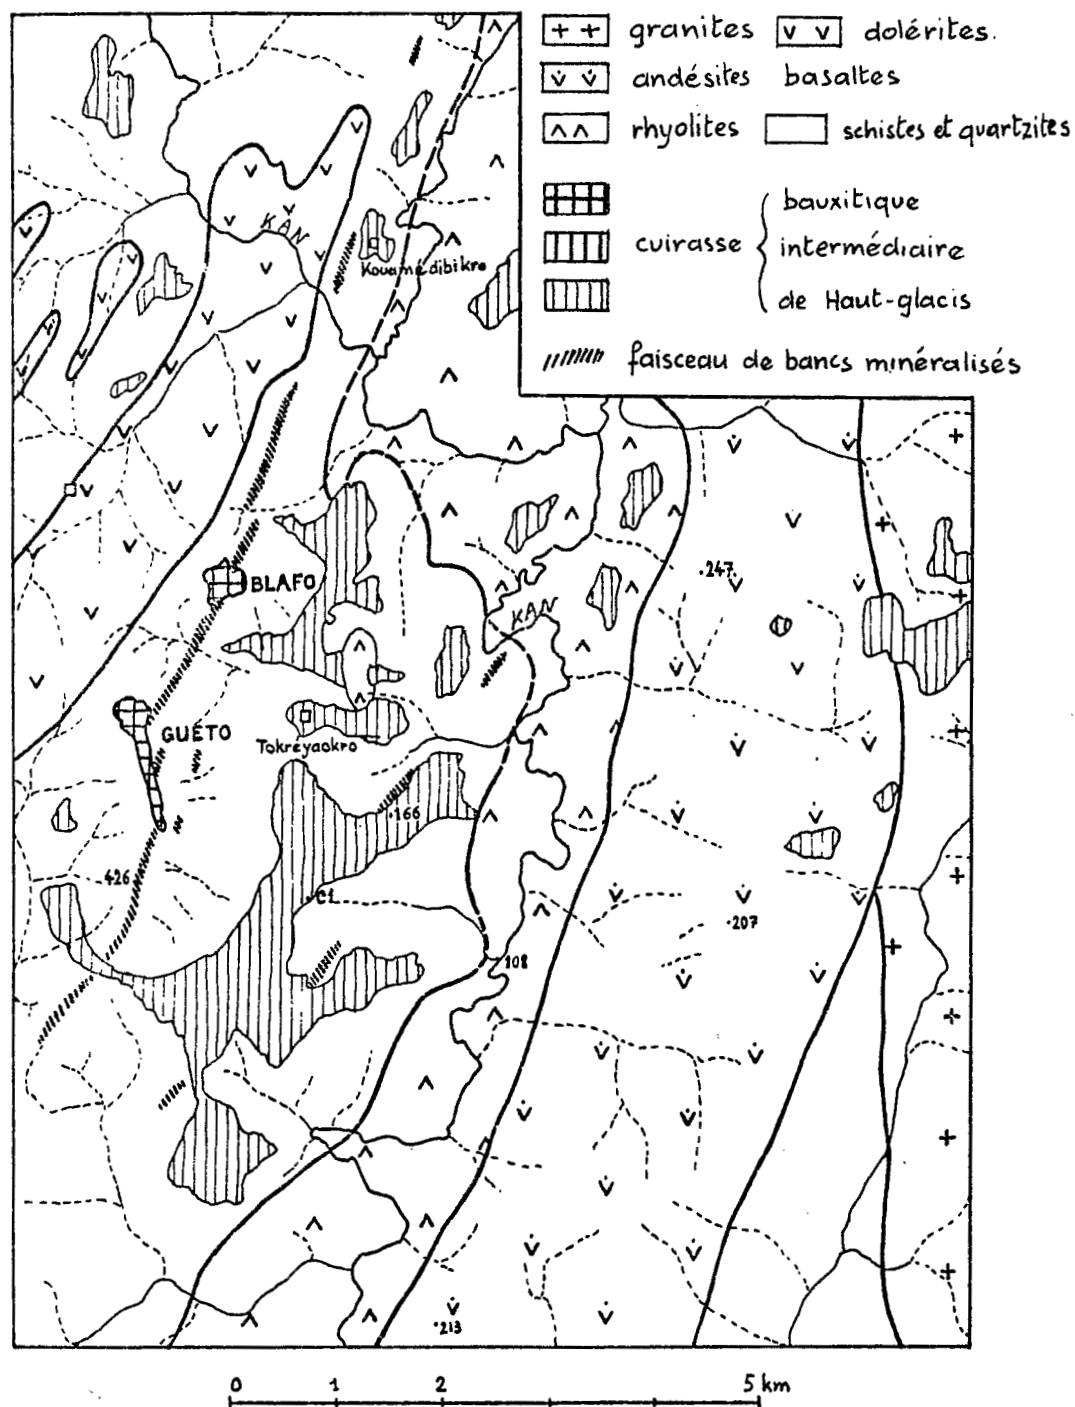 granites dolérites.
andésites basaltes
rhyolites schistes et quartzites
bauxitique
cuirasse intermédiaire
de Haut-glacis
faisceau de bancs minéralisés
KAN
Kouamédibikro
BLAFO
.247
KAN
GUÉTO
Tokreyaokro
.166
426
C1
.207
108
.213
0 1 2 5 km